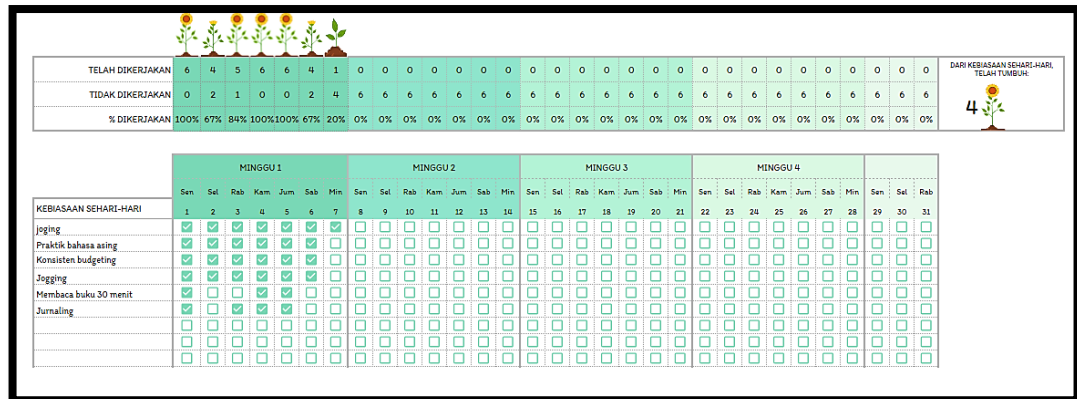 TELAH DIKERJAKAN 6 4 5 6 6 4 1 0 0 0 0 0 0 0 0 0 0 0 0 0 0 0 0 0 0 0 0 0 0 0 0
DARI KEBIASAAN SEHARI-HARI,
TELAH TUMBUH:
TIDAK DIKERJAKAN 0 2 1 0 0 2 4 6 6 6 6 6 6 6 6 6 6 6 6 6 6 6 6 6 6 6 6 6 6 6 6
4
% DIKERJAKAN 100% 67% 84% 100% 100% 67% 20% 0% 0% 0% 0% 0% 0% 0% 0% 0% 0% 0% 0% 0% 0% 0% 0% 0% 0% 0% 0% 0% 0% 0% 0%
MINGGU 1 MINGGU 2 MINGGU 3 MINGGU 4
Sen Sel Rab Kam Jum Sab Min Sen Sel Rab Kam Jum Sab Min Sen Sel Rab Kam Jum Sab Min Sen Sel Rab Kam Jum Sab Min Sen Sel Rab
KEBIASAAN SEHARI-HARI 1 2 3 4 5 6 7 8 9 10 11 12 13 14 15 16 17 18 19 20 21 22 23 24 25 26 27 28 29 30 31
joging
Praktik bahasa asing
Konsisten budgeting
Jogging
Membaca buku 30 menit
Jurnaling